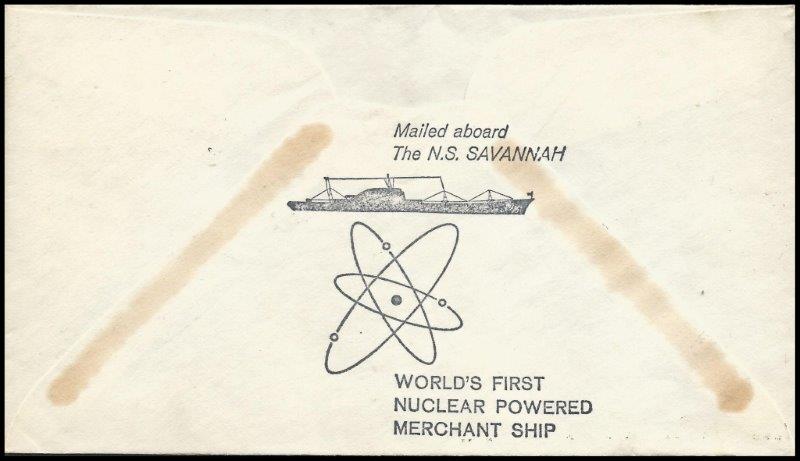 Mailed aboard
The N.S. SAVANNAH
WORLD'S FIRST
NUCLEAR POWERED
MERCHANT SHIP